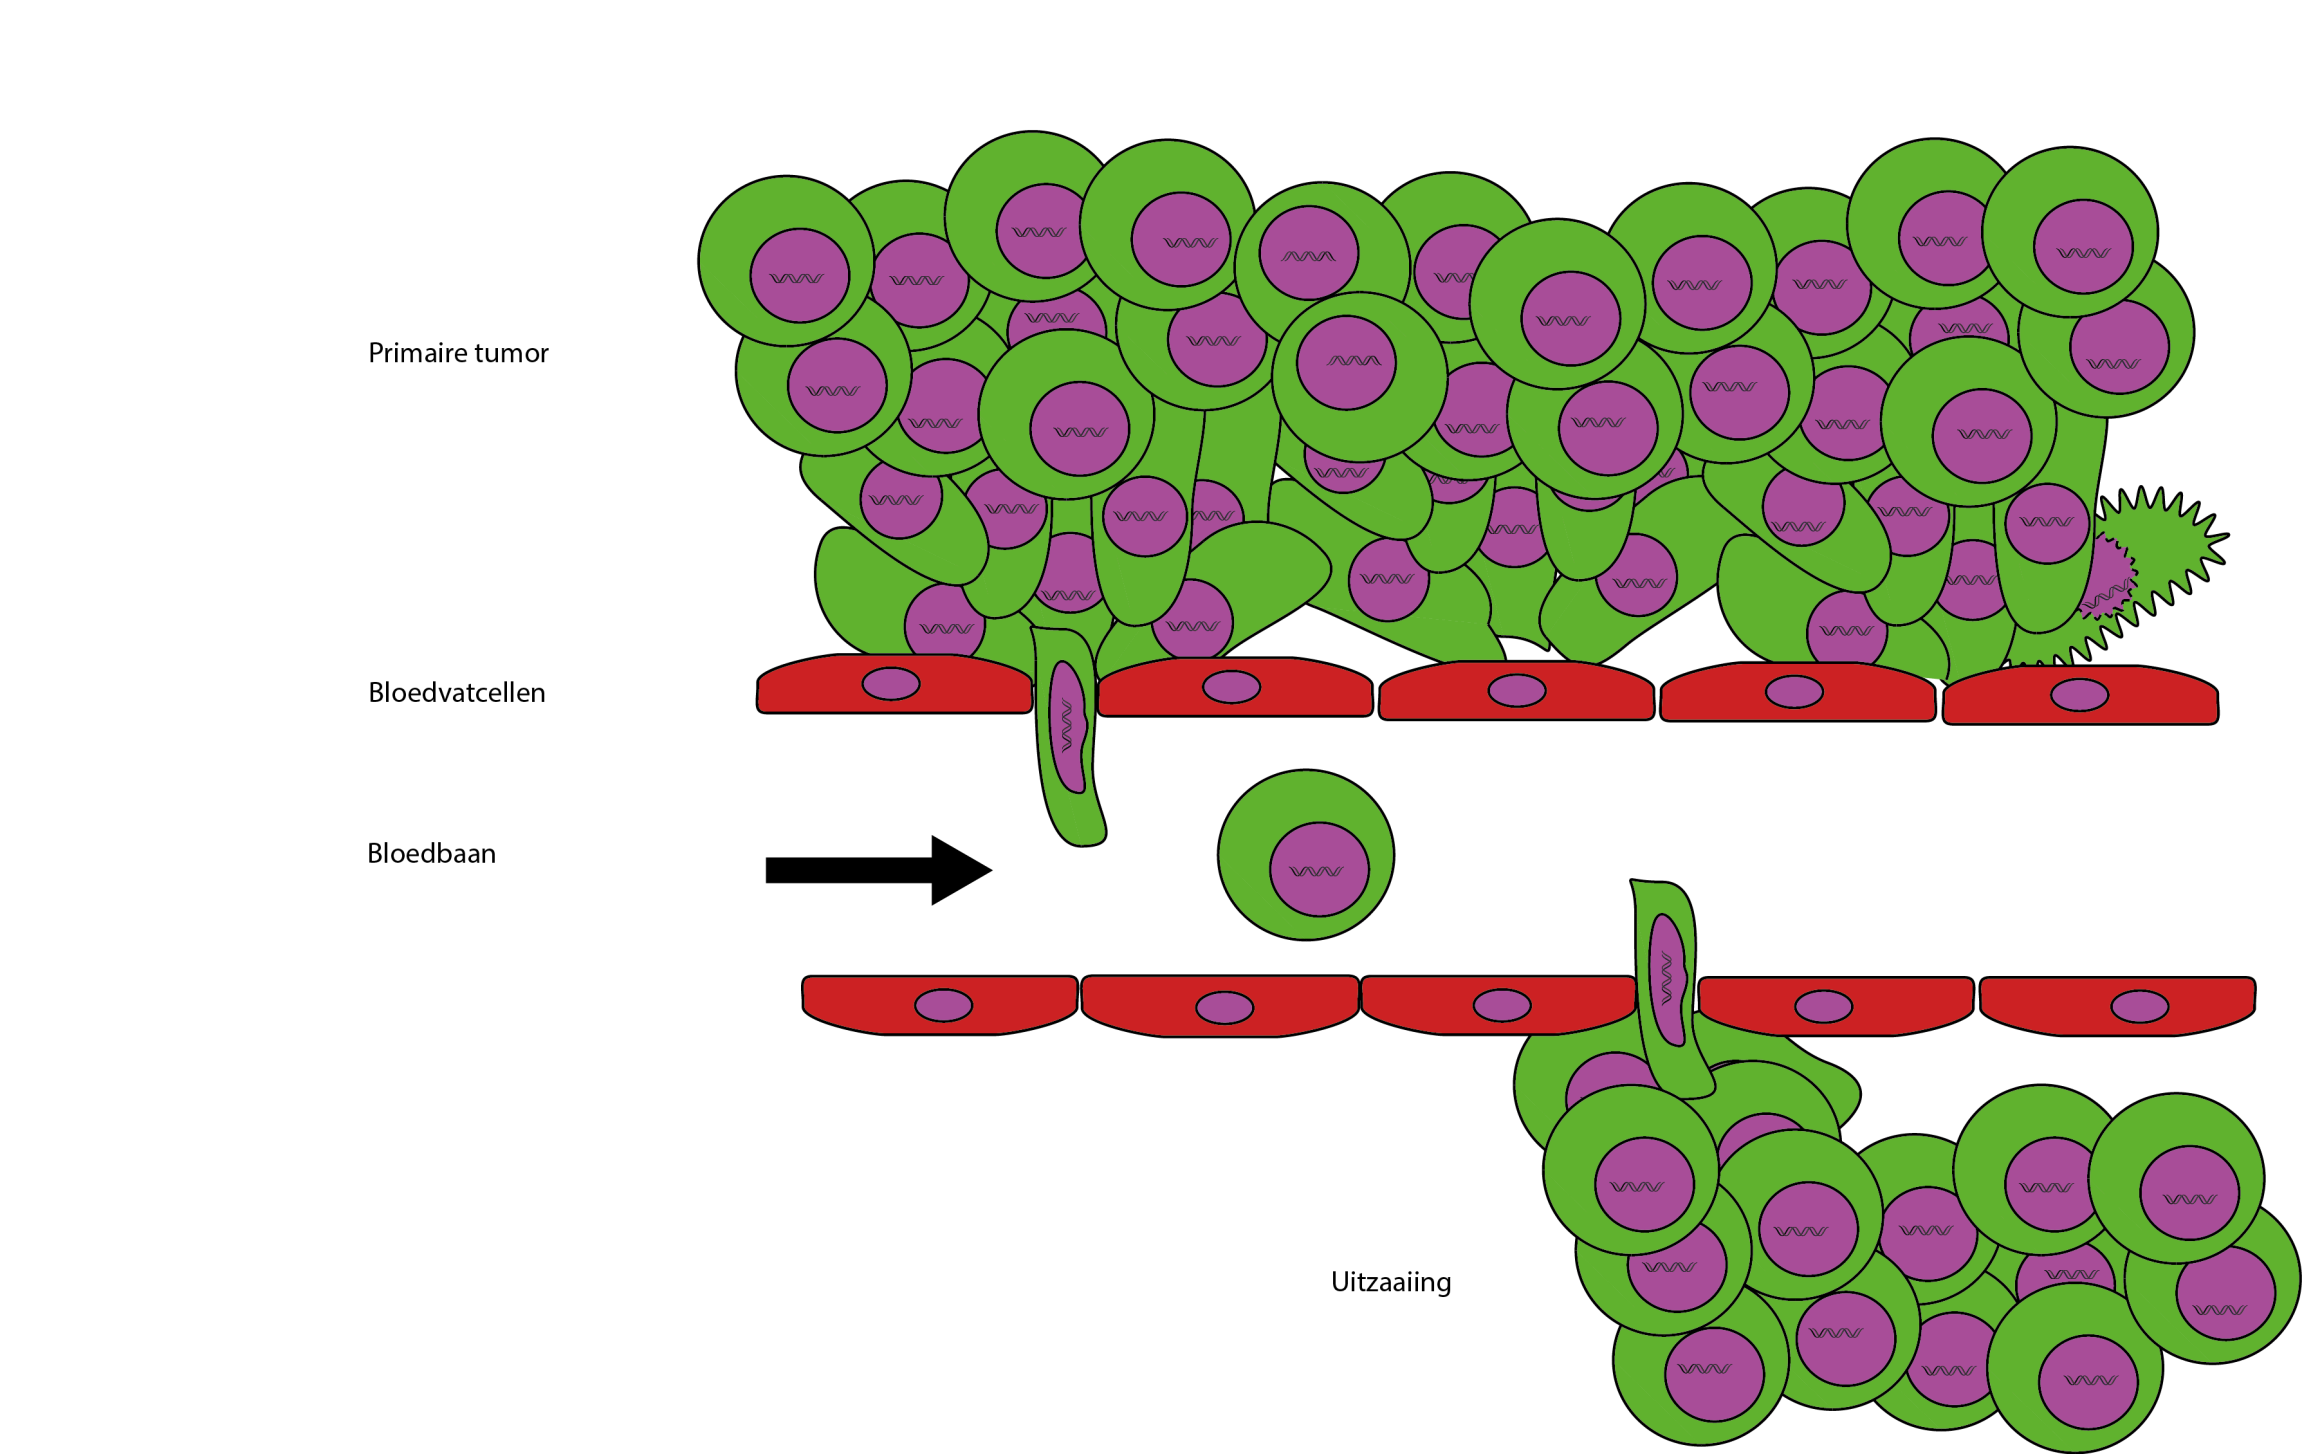 Primaire tumor
Bloedvatcellen
Bloedbaan
Uitzaaiing